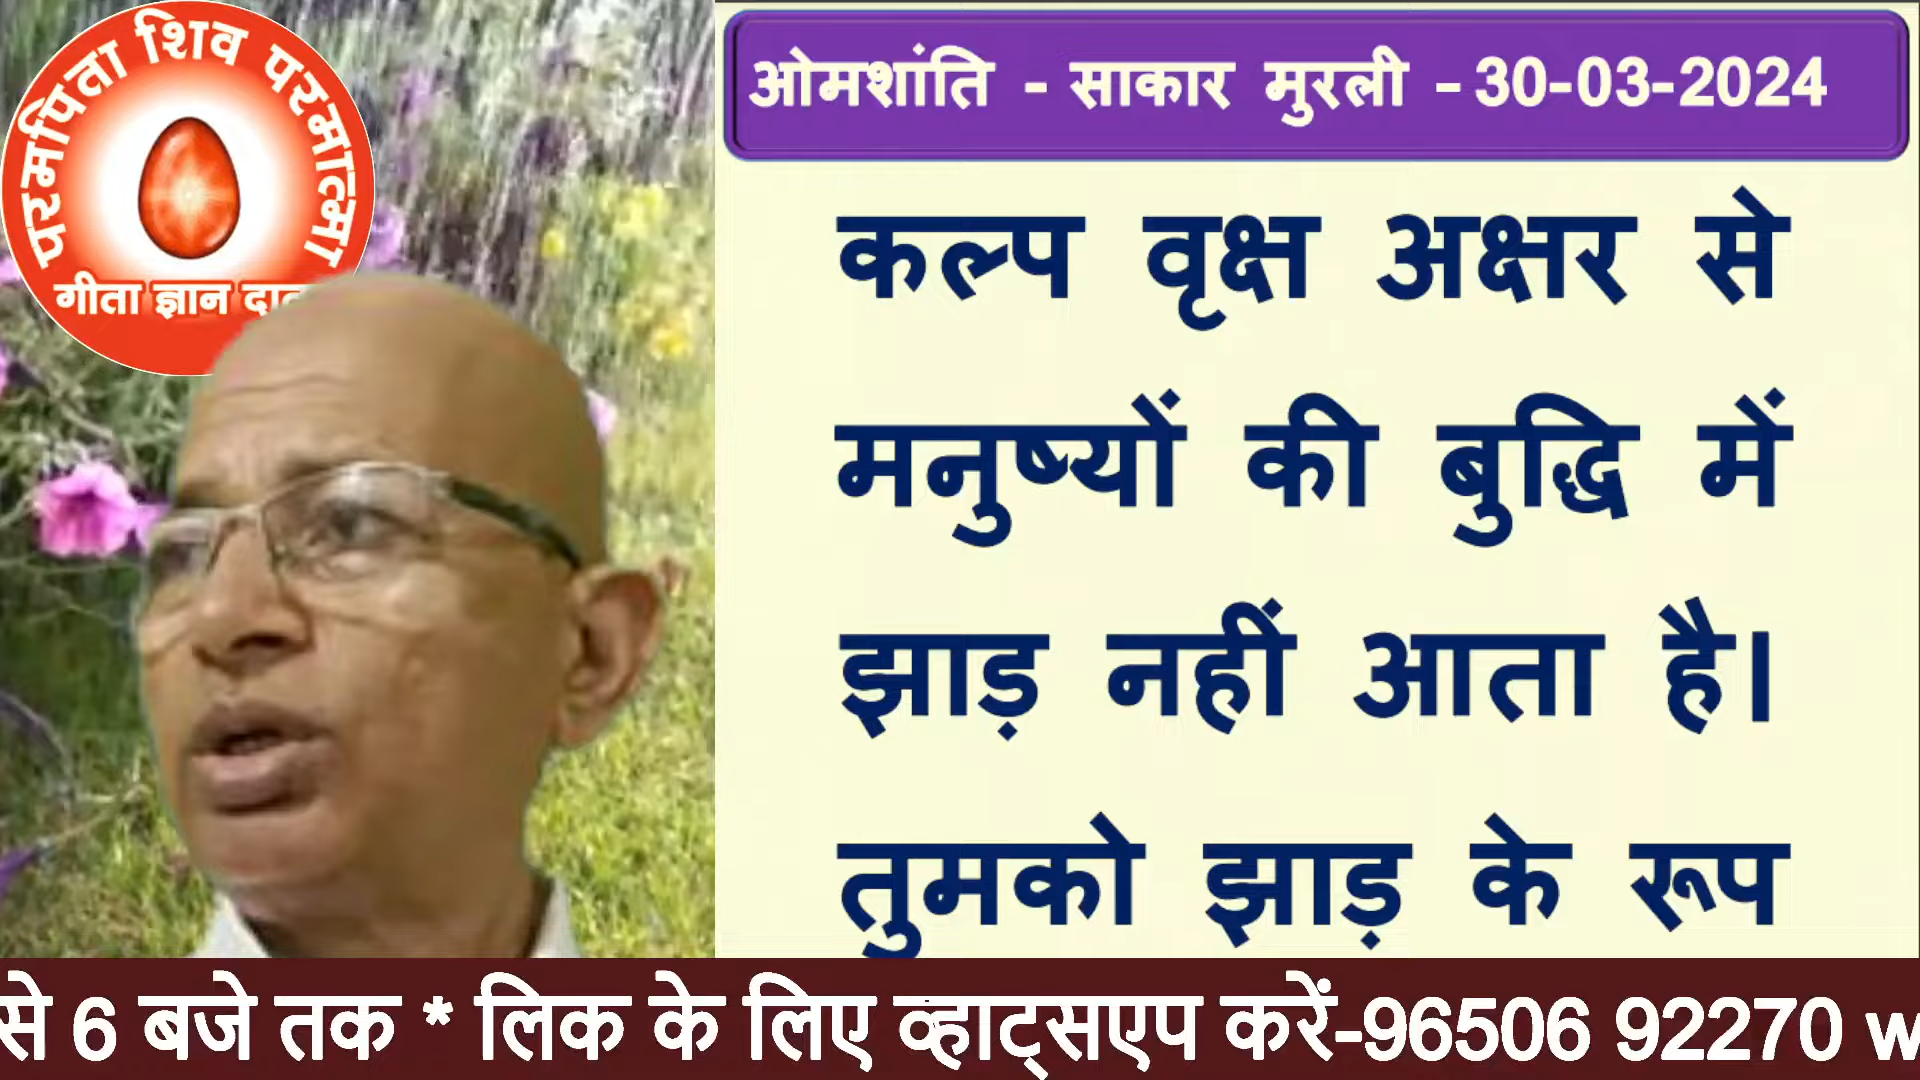 परमपिता शिव परमात्मा
गीता ज्ञान
ओमशांति - साकार मुरली - 30-03-2024
कल्प वृक्ष अक्षर से
मनुष्यों की बुद्धि में
झाड़ नहीं आता है।
तुमको झाड़ के रूप
से 6 बजे तक * लिंक के लिए व्हाट्सएप करें-96506 92270